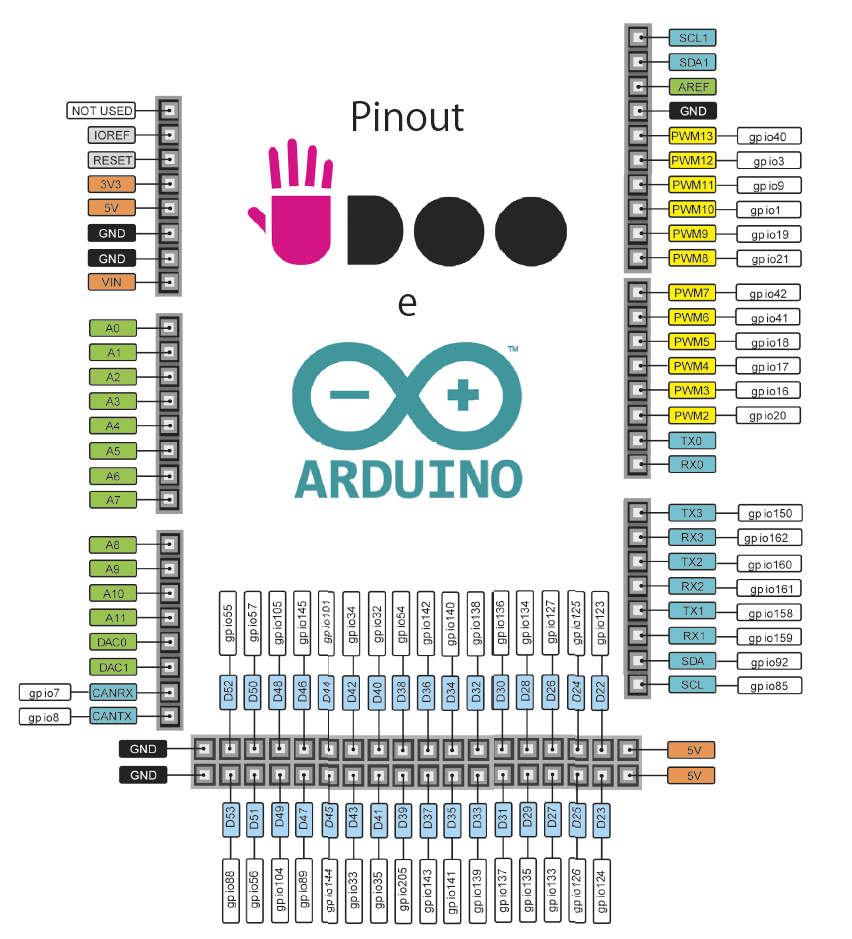 Pinout
UDOO
e
ARDUINO
TM
NOT USED
IOREF
RESET
3V3
5V
GND
GND
VIN
A0
A1
A2
A3
A4
A5
A6
A7
A8
A9
A10
A11
DAC0
DAC1
gpio7 CANRX
gpio8 CANTX
SCL1
SDA1
AREF
GND
PWM13 gpio40
PWM12 gpio3
PWM11 gpio9
PWM10 gpio1
PWM9 gpio19
PWM8 gpio21
PWM7 gpio42
PWM6 gpio41
PWM5 gpio18
PWM4 gpio17
PWM3 gpio16
PWM2 gpio20
TX0
RX0
TX3 gpio150
RX3 gpio162
TX2 gpio160
RX2 gpio161
TX1 gpio158
RX1 gpio159
SDA gpio92
SCL gpio85
gpio55 gpio57 gpio105 gpio145 gpio101 gpio34 gpio32 gpio54 gpio142 gpio140 gpio138 gpio136 gpio134 gpio127 gpio125 gpio123
D52 D50 D48 D46 D44 D42 D40 D38 D36 D34 D32 D30 D28 D26 D24 D22
GND 5V
GND 5V
D53 D51 D49 D47 D45 D43 D41 D39 D37 D35 D33 D31 D29 D27 D25 D23
gpio88 gpio56 gpio104 gpio89 gpio144 gpio33 gpio35 gpio205 gpio143 gpio141 gpio139 gpio137 gpio135 gpio133 gpio126 gpio124